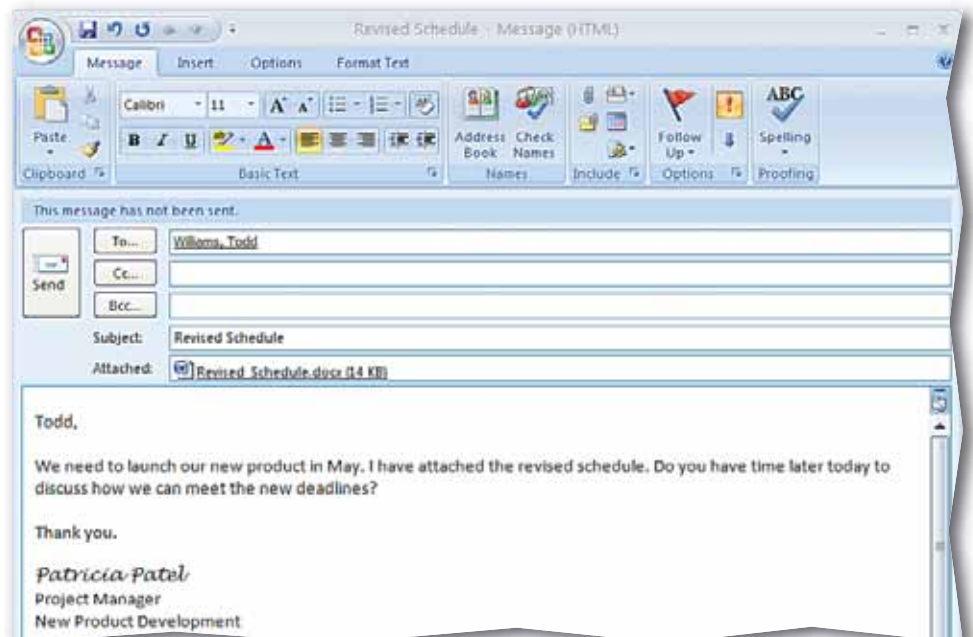 Revised Schedule - Message (HTML)
Message Insert Options Format Text
Calibri 11 A A
Paste B I U A Address Book Check Names Follow Up ABC Spelling
Clipboard Basic Text Names Include Options Proofing
This message has not been sent.
To... Williams, Todd
Cc...
Send
Bcc...
Subject: Revised Schedule
Attached: Revised Schedule.docx (14 KB)
Todd,
We need to launch our new product in May. I have attached the revised schedule. Do you have time later today to
discuss how we can meet the new deadlines?
Thank you.
Patricia Patel
Project Manager
New Product Development